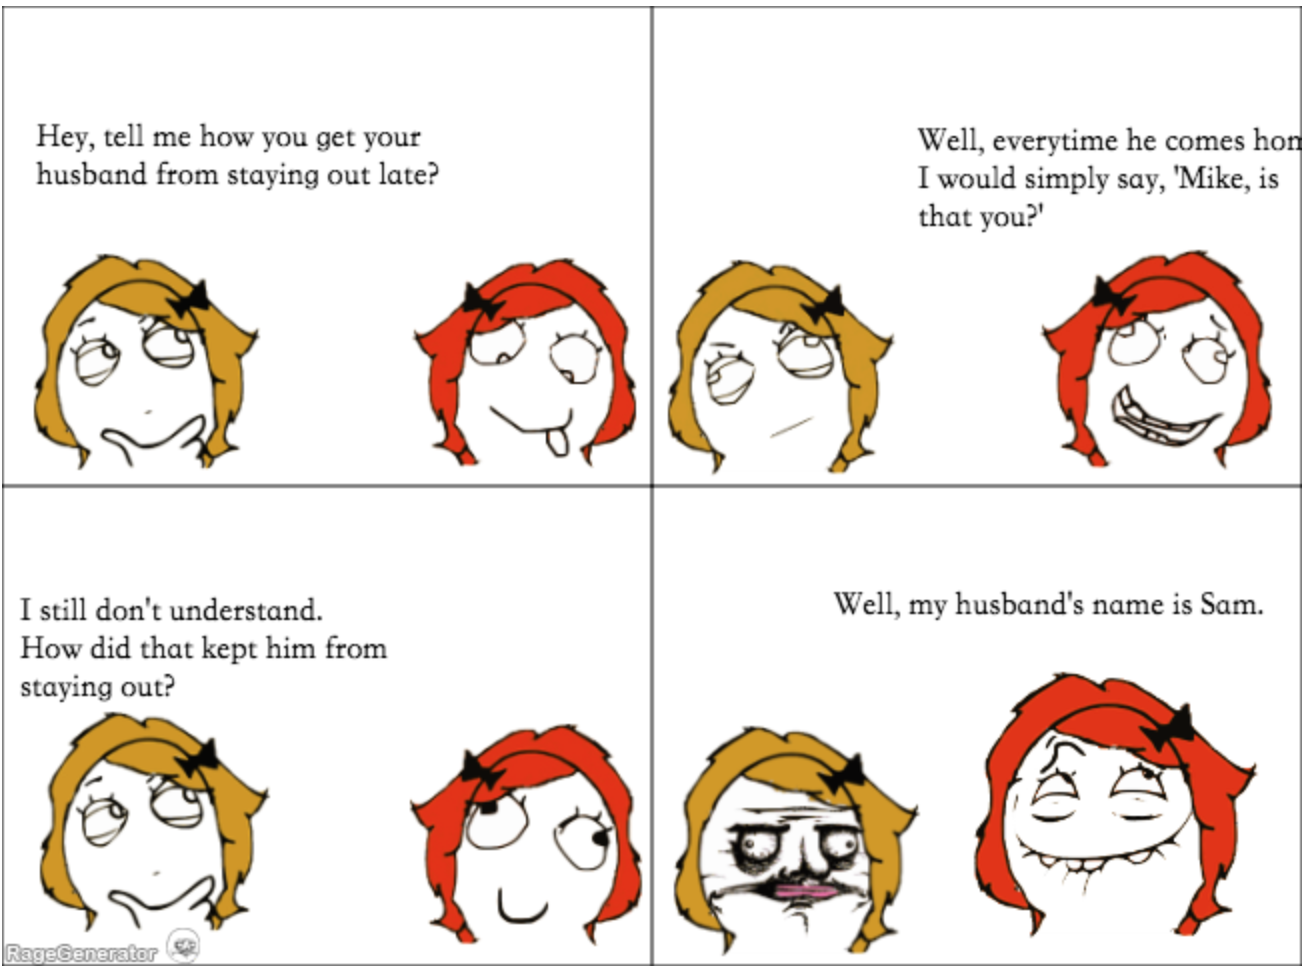 Hey, tell me how you get your
husband from staying out late?
Well, everytime he comes hom
I would simply say, 'Mike, is
that you?'
I still don't understand.
How did that kept him from
staying out?
Well, my husband's name is Sam.
RageGenerator